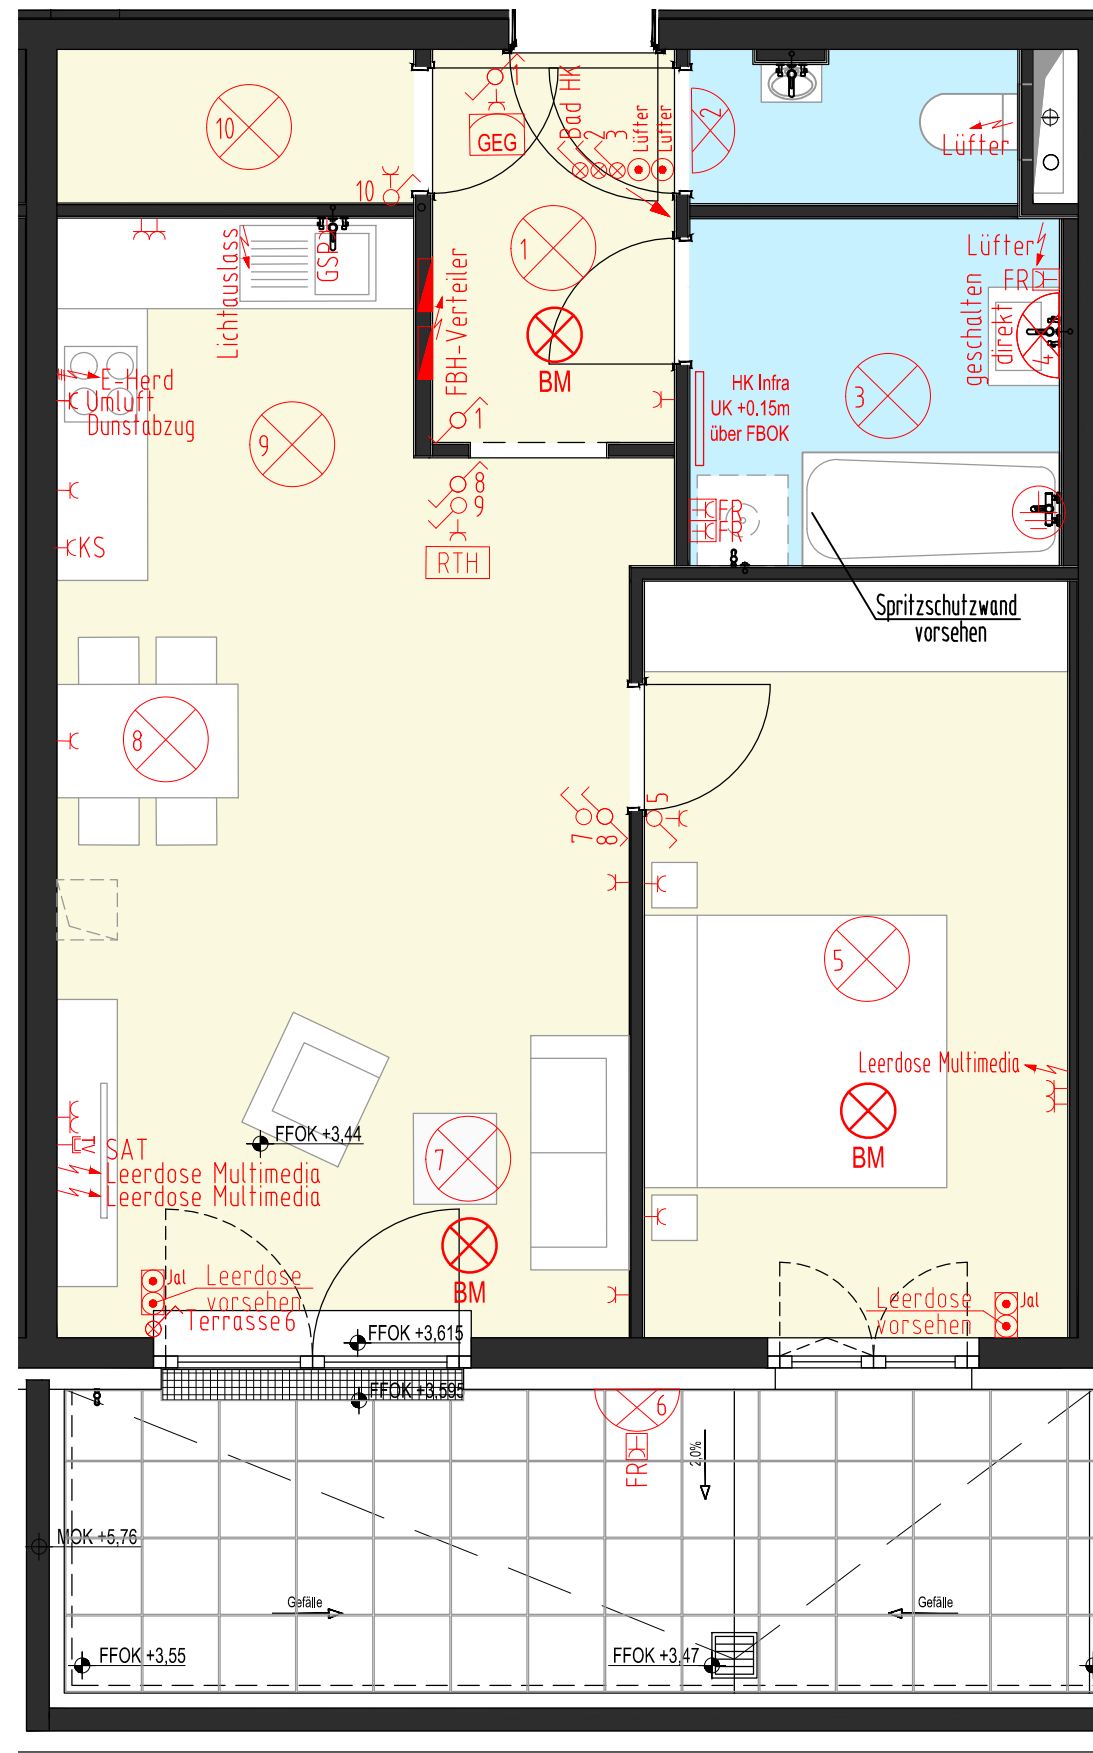 1
Bad HK
2
3
Lüfter
Lüfter
2
10
GEG
Lüfter
10
Lichtauslass
GSP
1
FBH-Verteiler
Lüfter
FR
geschalten
direkt
4
BM
E-Herd
Umluft
Dunstabzug
HK Infra
UK +0.15m
über FBOK
3
1
9
8
9
KS
RTH
FR
FR
Spritzschutzwand
vorsehen
8
7
8
5
5
Leerdose Multimedia
BM
FFOK +3,44
TV
SAT
Leerdose Multimedia
Leerdose Multimedia
7
BM
Jal
Leerdose
vorsehen
Terrasse6
Leerdose
vorsehen
Jal
FFOK +3,615
FFOK +3,595
6
FR
2,0%
MOK +5,76
Gefälle
Gefälle
FFOK +3,55
FFOK +3,47